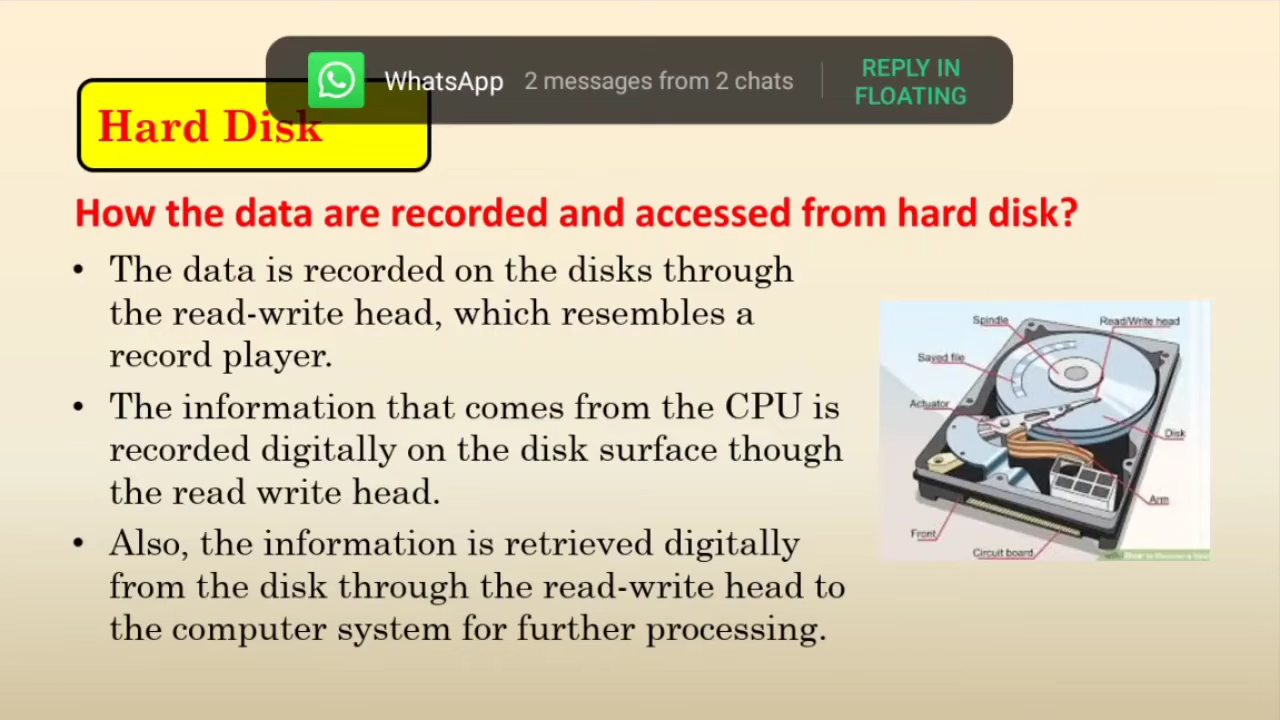 WhatsApp 2 messages from 2 chats REPLY IN
FLOATING
Hard Disk
How the data are recorded and accessed from hard disk?
• The data is recorded on the disks through
the read-write head, which resembles a
record player.
• The information that comes from the CPU is
recorded digitally on the disk surface though
the read write head.
• Also, the information is retrieved digitally
from the disk through the read-write head to
the computer system for further processing.
Spindle
Read/Write head
Saved file
Actuator
Disk
Arm
Front
Circuit board
How to Recover a